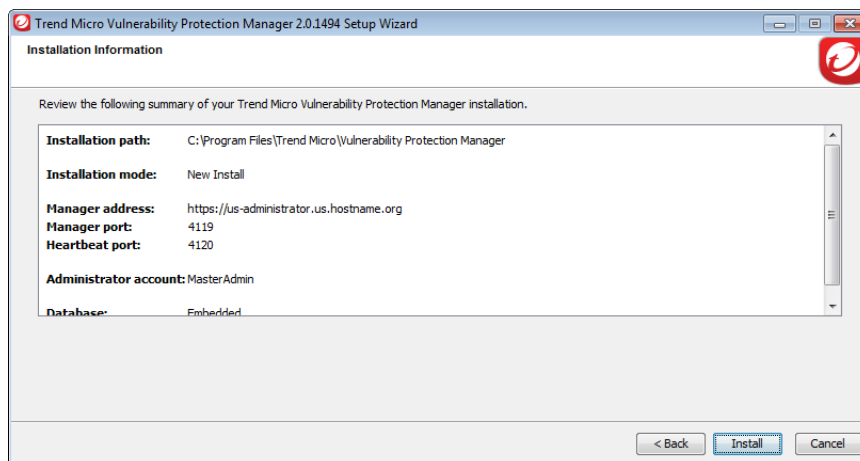 Trend Micro Vulnerability Protection Manager 2.0.1494 Setup Wizard
Installation Information
Review the following summary of your Trend Micro Vulnerability Protection Manager installation.
Installation path: C:\Program Files\Trend Micro\Vulnerability Protection Manager
Installation mode: New Install
Manager address: https://us-administrator.us.hostname.org
Manager port: 4119
Heartbeat port: 4120
Administrator account: MasterAdmin
Database: Embedded
< Back Install Cancel